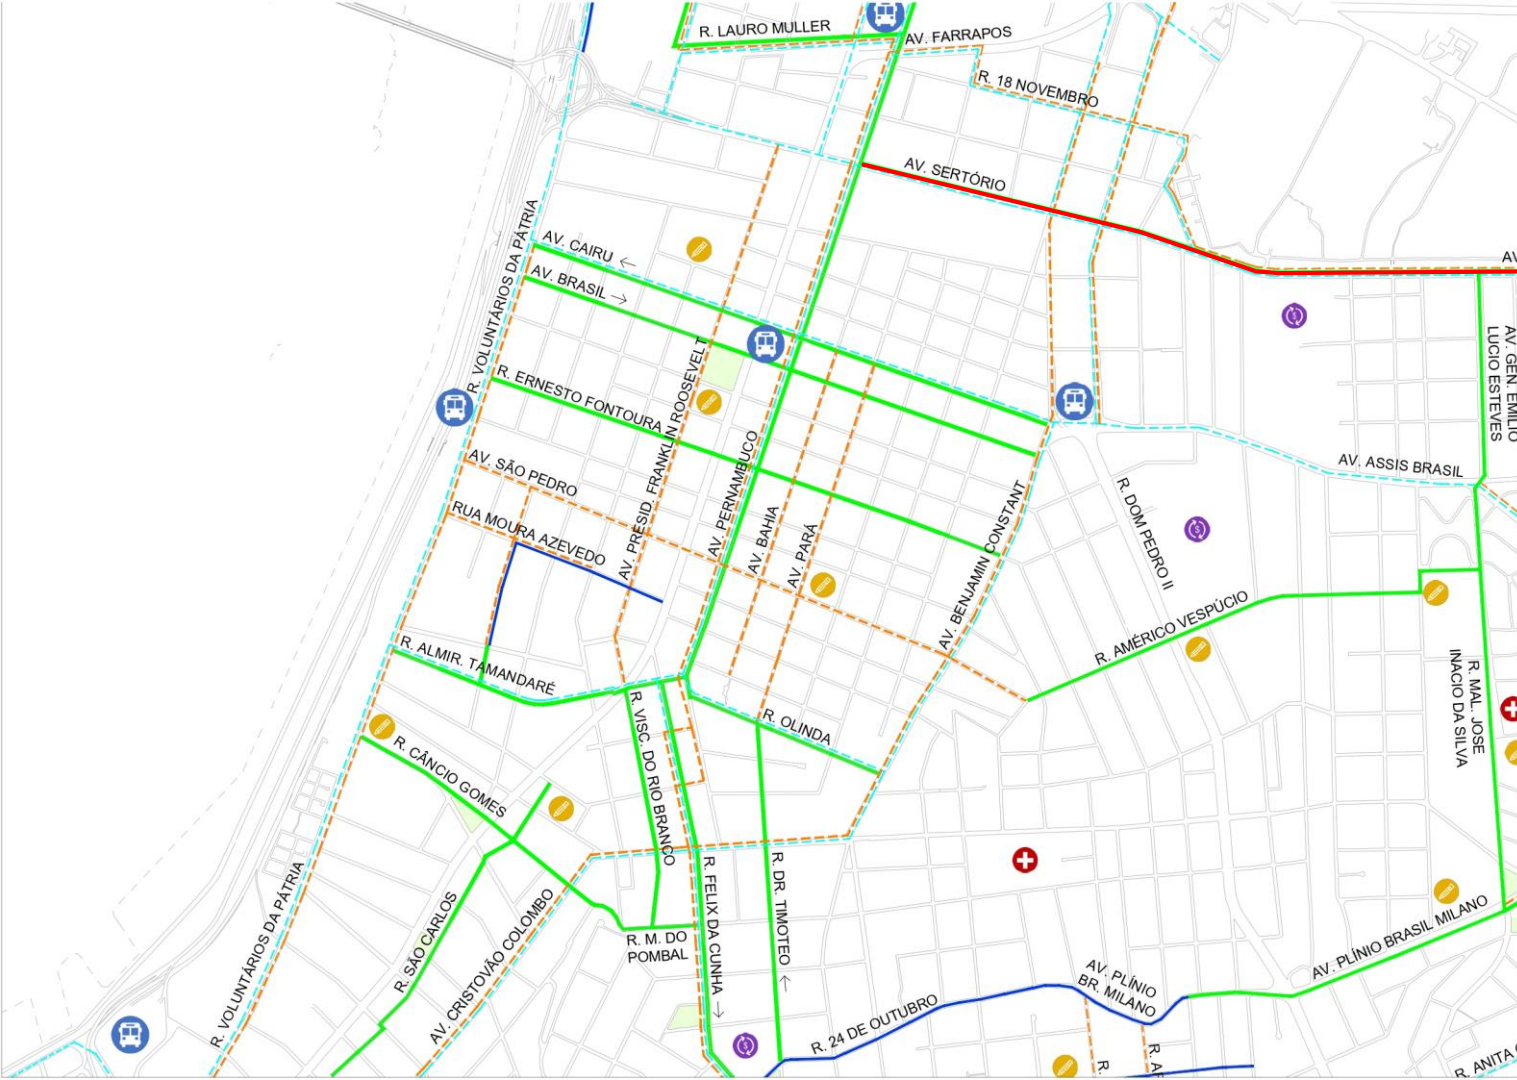 R. LAURO MULLER
AV. FARRAPOS
R. 18 NOVEMBRO
AV. SERTÓRIO
R. VOLUNTÁRIOS DA PÁTRIA
AV. CAIRU
AV. BRASIL
AV.
AV. GEN. EMILIO
LUCIO ESTEVES
R. ERNESTO FONTOURA
AV. PRESID. FRANKLIN ROOSEVELT
AV. SÃO PEDRO
AV. PERNAMBUCO
AV. ASSIS BRASIL
RUA MOURA AZEVEDO
AV. BAHIA
AV. PARÁ
AV. BENJAMIN CONSTANT
R. DOM PEDRO II
R. AMÉRICO VESPÚCIO
R. ALMIR. TAMANDARÉ
R. MAL. JOSE
INACIO DA SILVA
R. VISC. DO RIO BRANCO
R. OLINDA
R. CÂNCIO GOMES
R. VOLUNTÁRIOS DA PÁTRIA
R. SÃO CARLOS
AV. CRISTOVÃO COLOMBO
R. M. DO
POMBAL
R. FELIX DA CUNHA
R. DR. TIMOTEO
R. 24 DE OUTUBRO
AV. PLÍNIO
BR. MILANO
AV. PLÍNIO BRASIL MILANO
R.
R.
R. ANITA